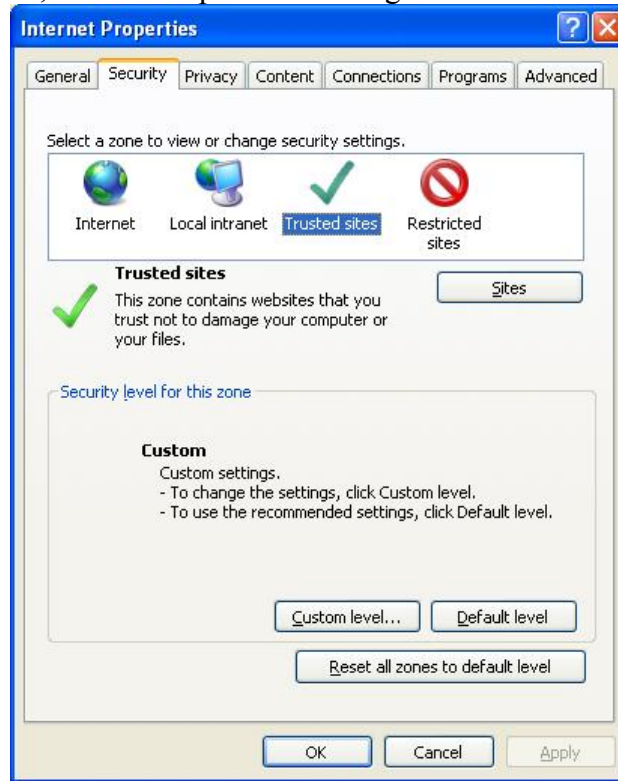 Internet Properties
General Security Privacy Content Connections Programs Advanced
Select a zone to view or change security settings.
Internet Local intranet Trusted sites Restricted sites
Trusted sites
Sites
This zone contains websites that you
trust not to damage your computer or
your files.
Security level for this zone
Custom
Custom settings.
- To change the settings, click Custom level.
- To use the recommended settings, click Default level.
Custom level... Default level
Reset all zones to default level
OK Cancel Apply